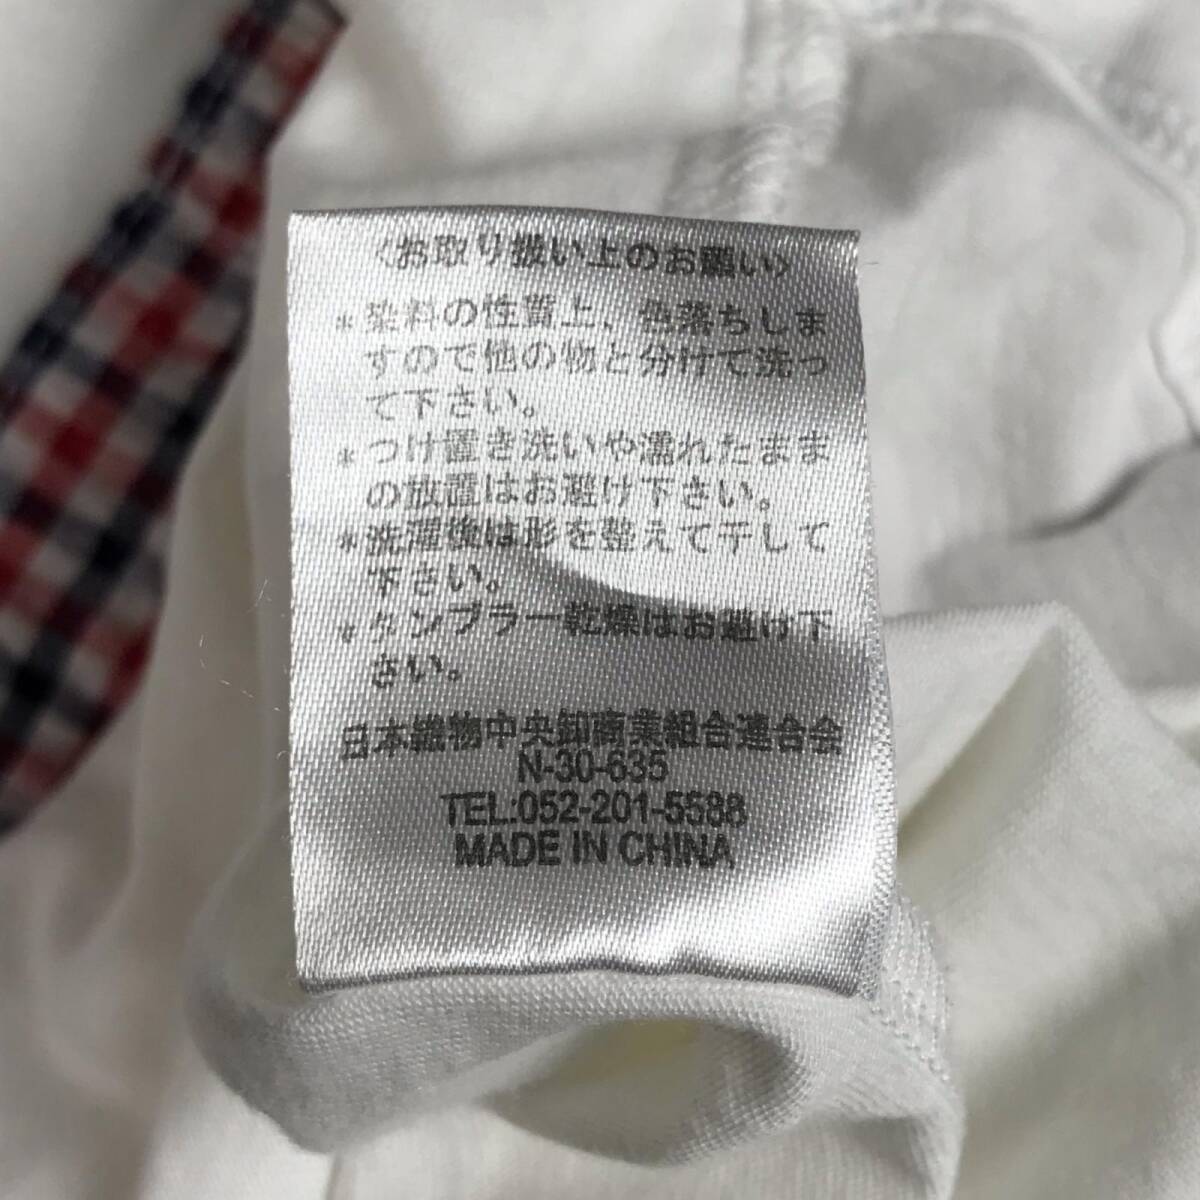 〈お取り扱い上のお願い〉
*染料の性質上、色落ちしま
すので他の物と分けて洗っ
て下さい。
*つけ置き洗いや濡れたまま
の放置はお避け下さい。
*洗濯後は形を整えて干して
下さい。
*タンブラー乾燥はお避け下
さい。
日本織物中央卸商業組合連合会
N-30-635
TEL:052-201-5588
MADE IN CHINA